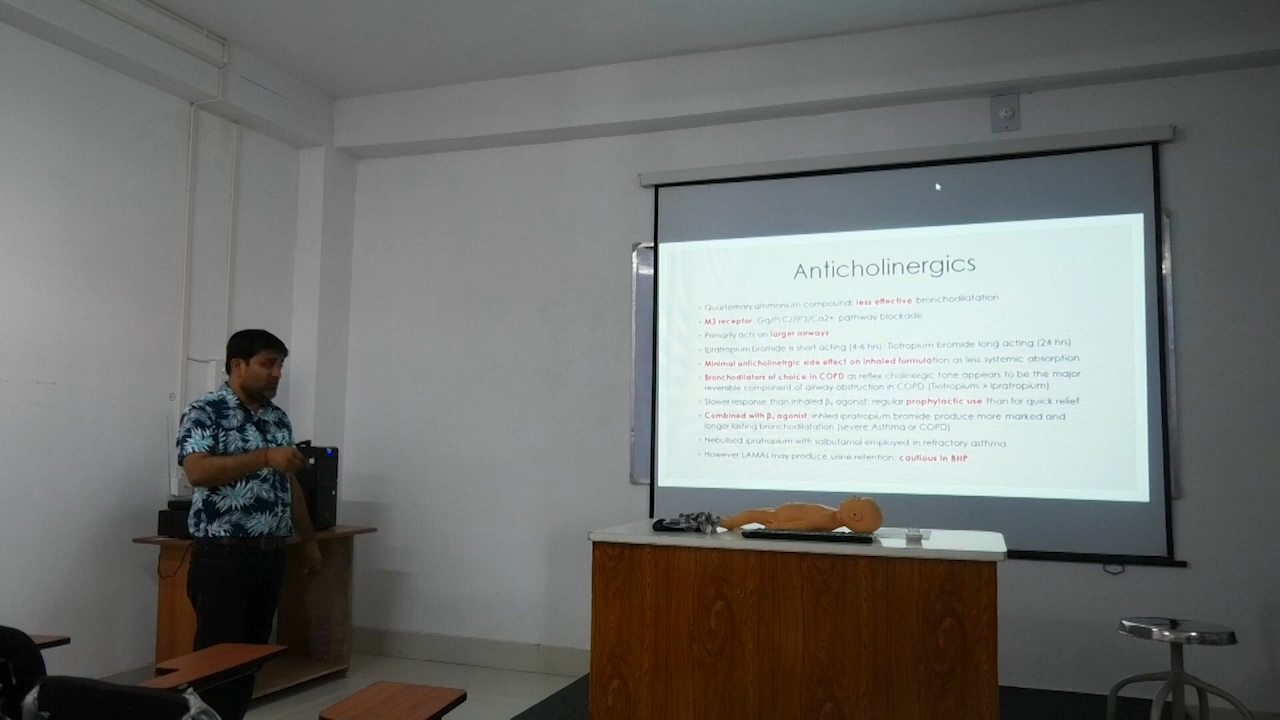 Anticholinergics
Quarternary ammonium compound: less effective bronchodilatation
M3 receptor: Gq/PLC/IP3/Ca2+ pathway blockade
Primarily acts on larger airways
Ipratropium bromide is short acting (4-6 hrs): Tiotropium bromide long acting (24 hrs)
Minimal anticholinetrgic side effect on inhaled formulation as less systemic absorption
Bronchodilators of choice in COPD as reflex cholinergic tone appears to be the major
reversible component of airway obstruction in COPD (Tiotropium > Ipratropium)
Slower response than inhaled β₂ agonist: regular prophylactic use than for quick relief
Combined with β₂ agonist: inhled ipratropium bromide produce more marked and
longer lasting bronchodilatation (severe Asthma or COPD)
Nebulised ipratropium with salbutamol employed in refractory asthma
However LAMAs may produce urine retention: cautious in BHP